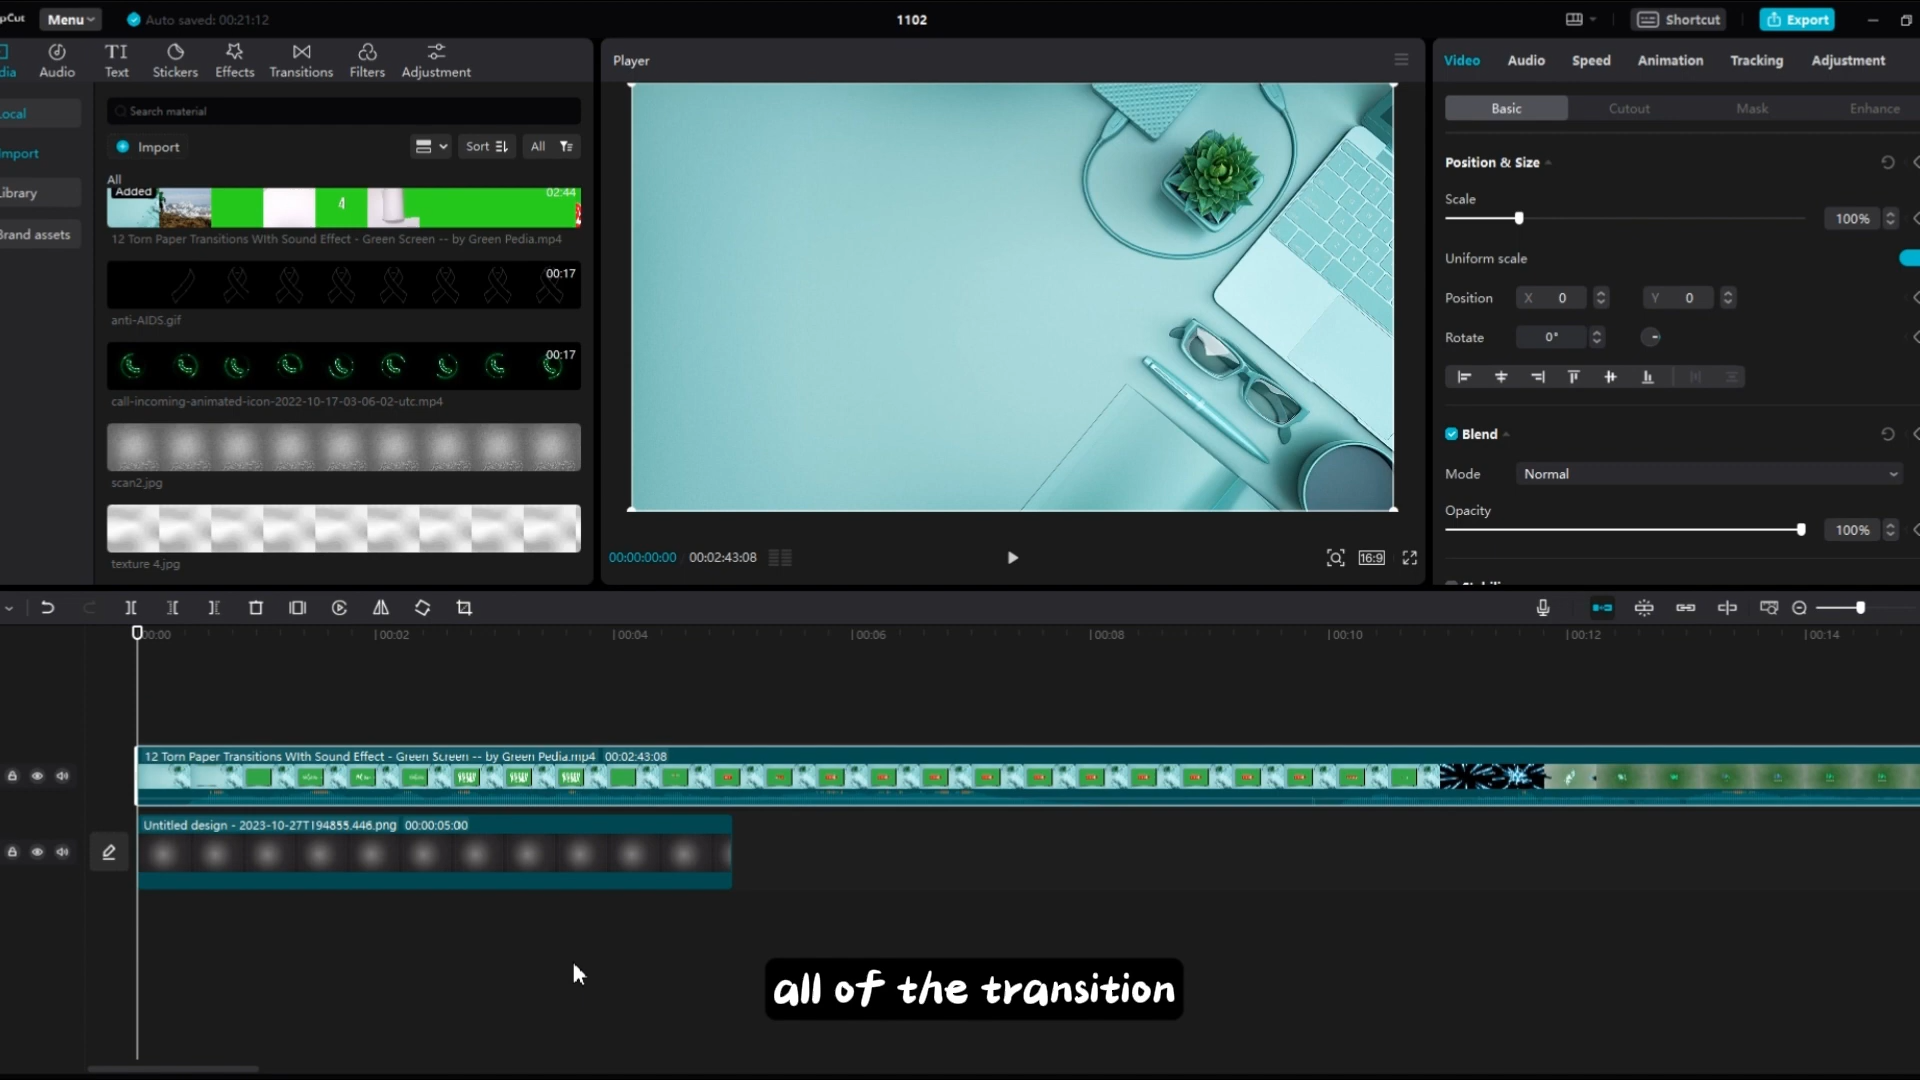 pCut
Menu
Auto saved: 00:21:12
1102
Shortcut
Export
dia
Audio
Text
Stickers
Effects
Transitions
Filters
Adjustment
Local
Import
Library
Brand assets
Search material
Import
Sort
All
All
Added
02:44
4
12 Torn Paper Transitions WIth Sound Effect - Green Screen -- by Green Pedia.mp4
00:17
anti-AIDS.gif
00:17
call-incoming-animated-icon-2022-10-17-03-06-02-utc.mp4
scan2.jpg
texture 4.jpg
Player
00:00:00:00 00:02:43:08
16:9
Video Audio Speed Animation Tracking Adjustment
Basic Cutout Mask Enhance
Position & Size
Scale
100%
Uniform scale
Position X 0 Y 0
Rotate 0°
Blend
Mode Normal
Opacity
100%
00:00 00:02 00:04 00:06 00:08 00:10 00:12 00:14
12 Torn Paper Transitions WIth Sound Effect - Green Screen -- by Green Pedia.mp4 00:02:43:08
Untitled design - 2023-10-27T194855.446.png 00:00:05:00
all of the transition